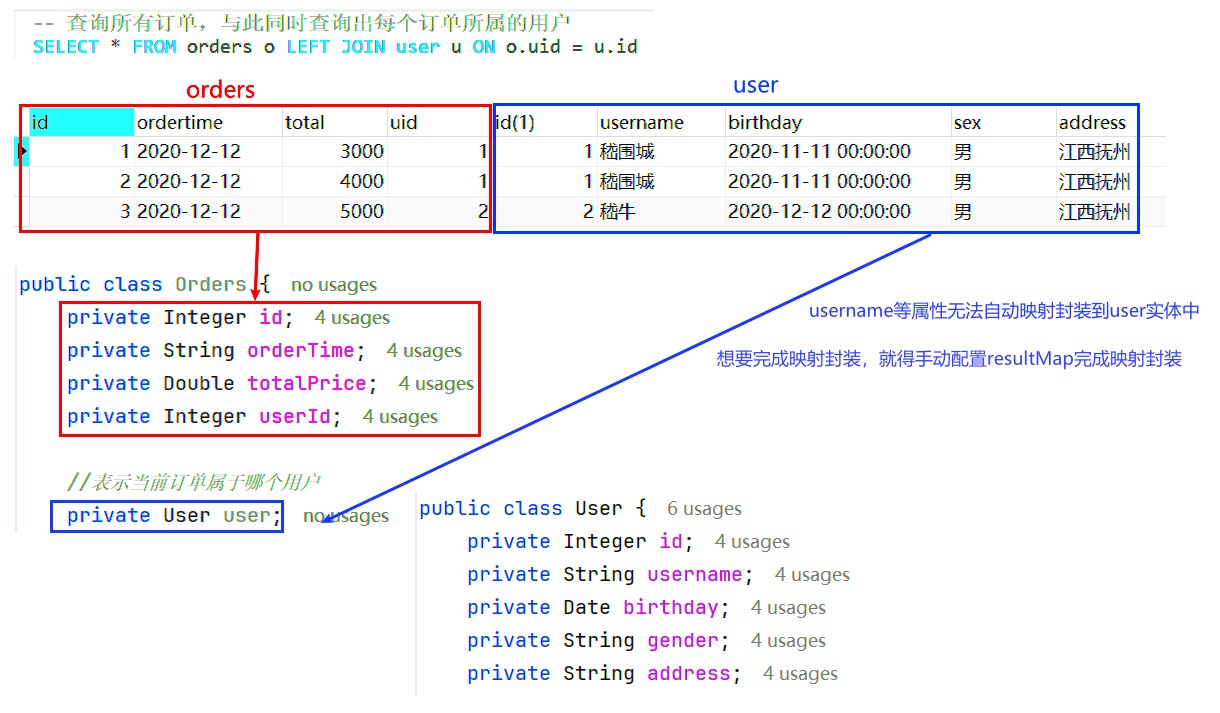 -- 查询所有订单，与此同时查询出每个订单所属的用户
SELECT * FROM orders o LEFT JOIN user u ON o.uid = u.id
orders
user
id ordertime total uid id(1) username birthday sex address
1 2020-12-12 3000 1 1 嵇围城 2020-11-11 00:00:00 男 江西抚州
2 2020-12-12 4000 1 1 嵇围城 2020-11-11 00:00:00 男 江西抚州
3 2020-12-12 5000 2 2 嵇牛 2020-12-12 00:00:00 男 江西抚州
public class Orders { no usages
private Integer id; 4 usages
private String orderTime; 4 usages
private Double totalPrice; 4 usages
private Integer userId; 4 usages
//表示当前订单属于哪个用户
private User user; no usages
username等属性无法自动映射封装到user实体中
想要完成映射封装，就得手动配置resultMap完成映射封装
public class User { 6 usages
private Integer id; 4 usages
private String username; 4 usages
private Date birthday; 4 usages
private String gender; 4 usages
private String address; 4 usages